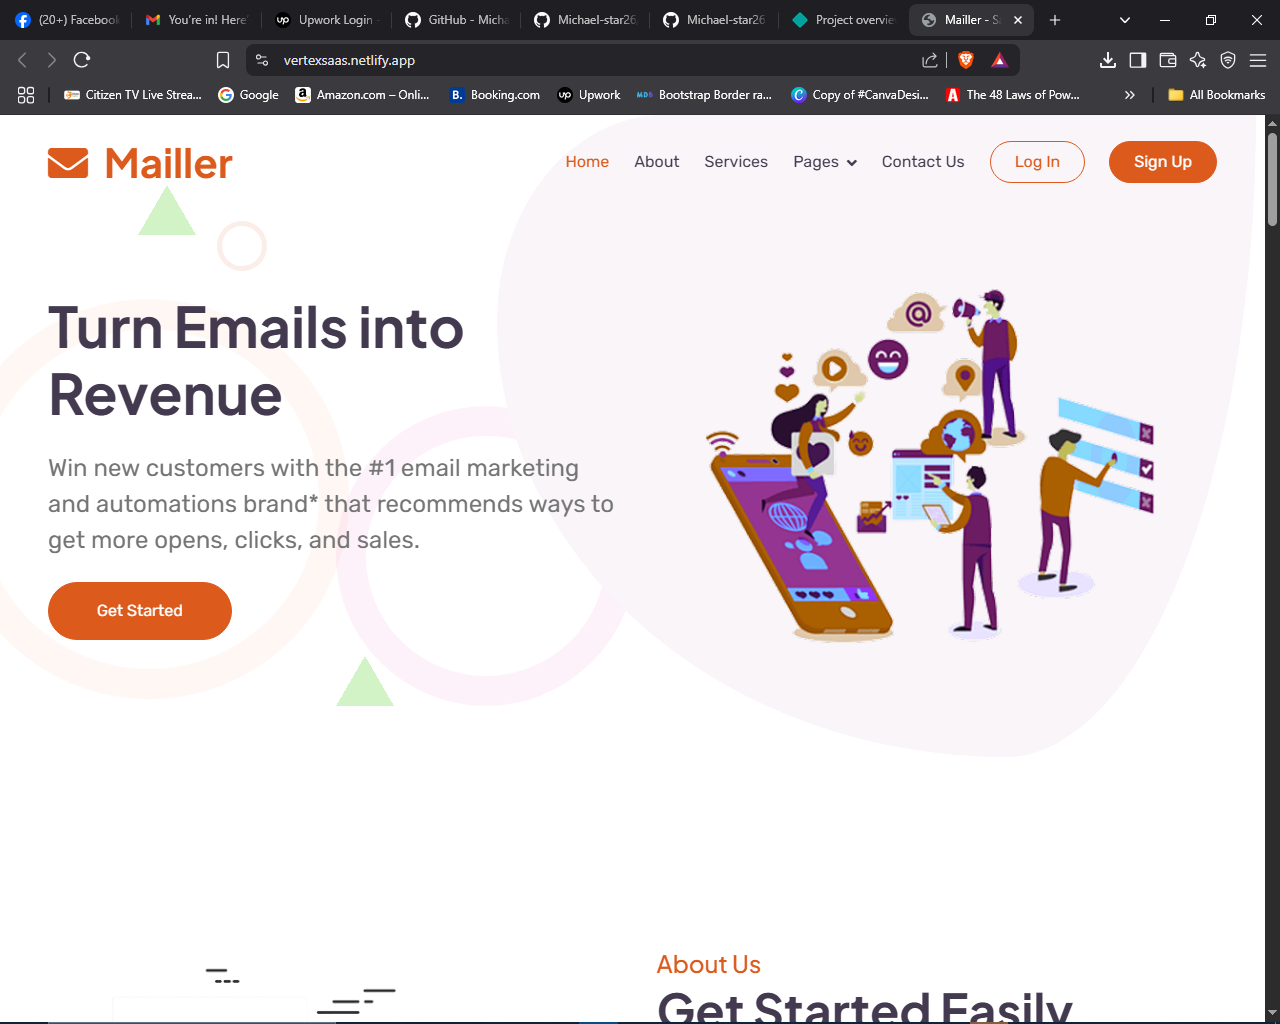 (20+) Facebook
You're in! Here'
Upwork Login -
GitHub - Micha
Michael-star26
Michael-star26
Project overvie
Mailler - Sa
vertexsaas.netlify.app
Citizen TV Live Strea...
Google
Amazon.com – Onli...
Booking.com
Upwork
Bootstrap Border ra...
Copy of #CanvaDesi...
The 48 Laws of Pow...
All Bookmarks
Mailler
Home
About
Services
Pages
Contact Us
Log In
Sign Up
Turn Emails into
Revenue
Win new customers with the #1 email marketing
and automations brand* that recommends ways to
get more opens, clicks, and sales.
Get Started
About Us
Get Started Easily